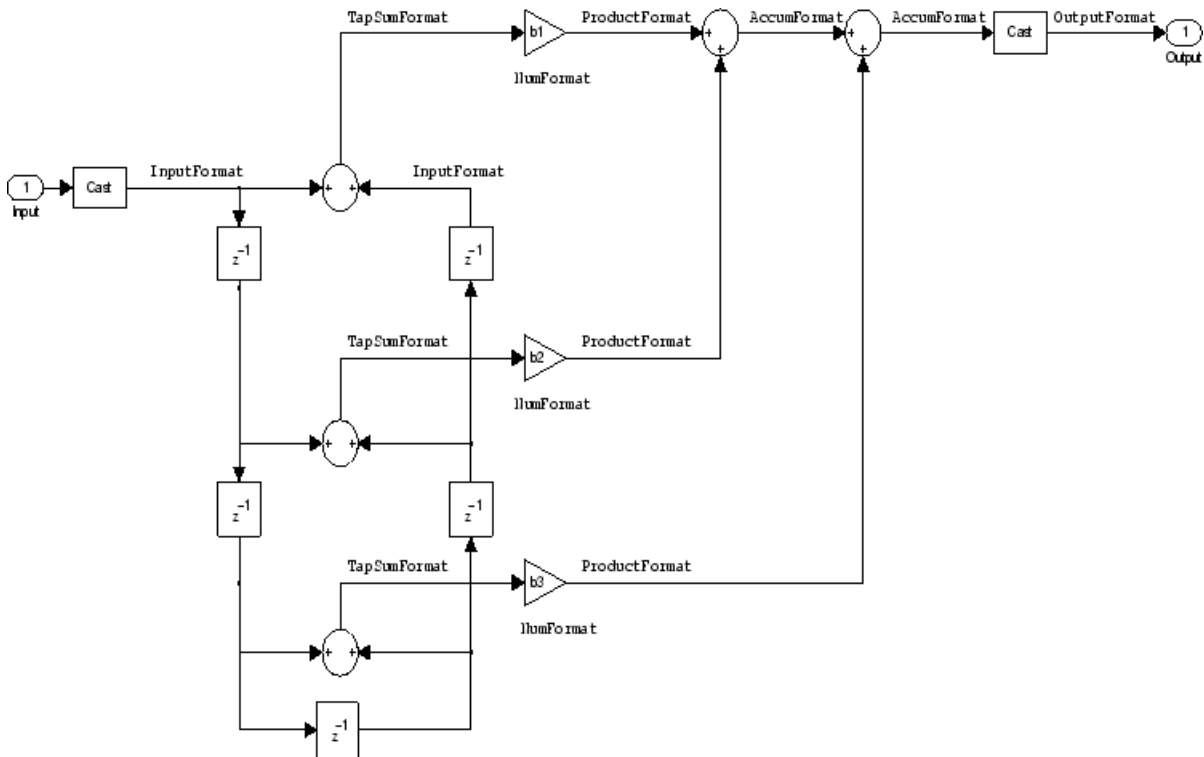 TapSumFormat
ProductFormat
AccumFormat
AccumFormat
OutputFormat
b1
+
+
+
+
Cast
1
Output
NumFormat
InputFormat
InputFormat
1
Cast
+
+
Input
z-1
z-1
TapSumFormat
ProductFormat
b2
NumFormat
+
+
z-1
z-1
TapSumFormat
ProductFormat
b3
NumFormat
+
+
z-1